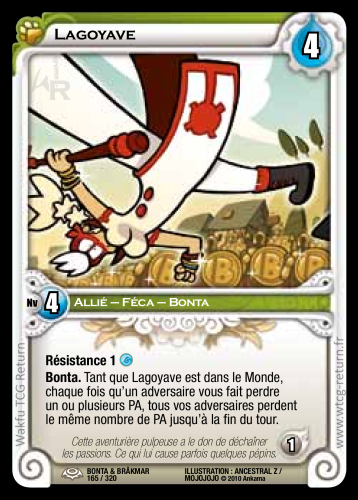 Lagoyave
4
WR
Nv 4 Allié – Féca – Bonta
Résistance 1
Bonta. Tant que Lagoyave est dans le Monde,
chaque fois qu'un adversaire vous fait perdre
un ou plusieurs PA, tous vos adversaires perdent
le même nombre de PA jusqu'à la fin du tour.
Cette aventurière pulpeuse a le don de déchaîner
les passions. Ce qui lui cause parfois quelques pépins.
1
Wakfu TCG Return
www.wtcg-return.fr
BONTA & BRÂKMAR
165 / 320
ILLUSTRATION : ANCESTRAL Z /
MOJOJOJO © 2010 Ankama